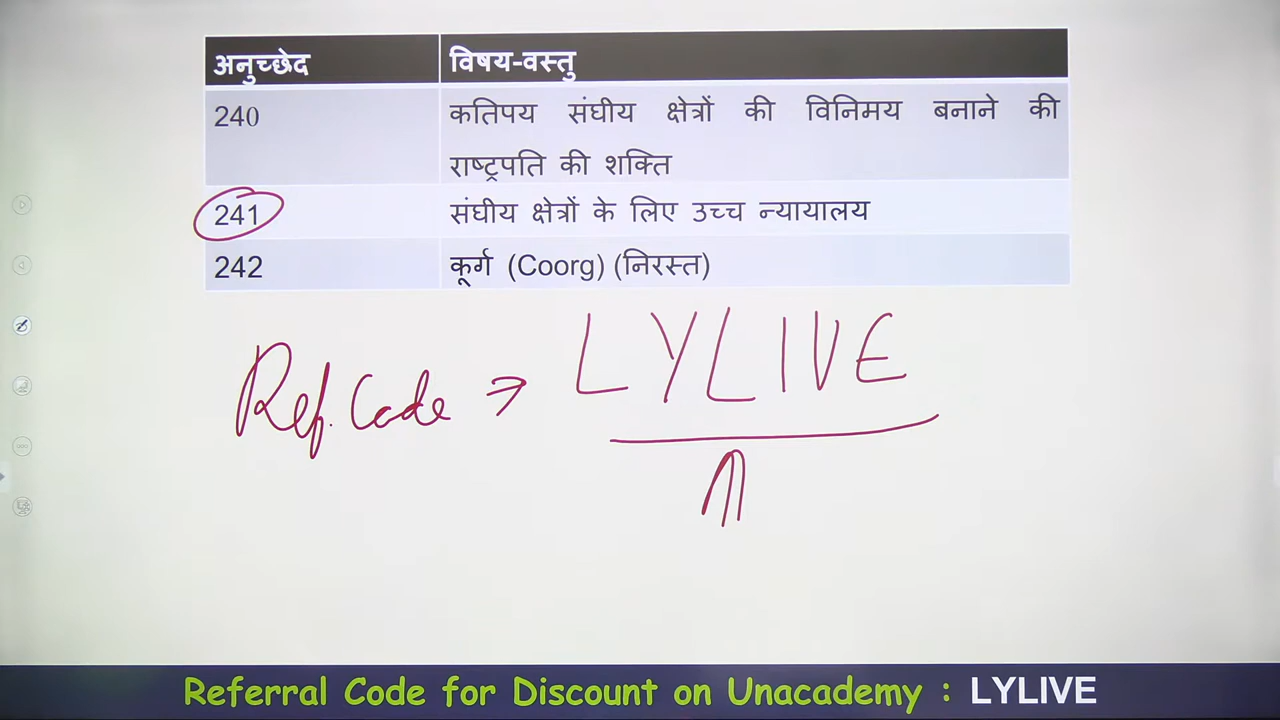 अनुच्छेद विषय-वस्तु
240 कतिपय संघीय क्षेत्रों की विनिमय बनाने की
राष्ट्रपति की शक्ति
241 संघीय क्षेत्रों के लिए उच्च न्यायालय
242 कूर्ग (Coorg) (निरस्त)
Ref. Code ⇒ LYLIVE
Referral Code for Discount on Unacademy : LYLIVE